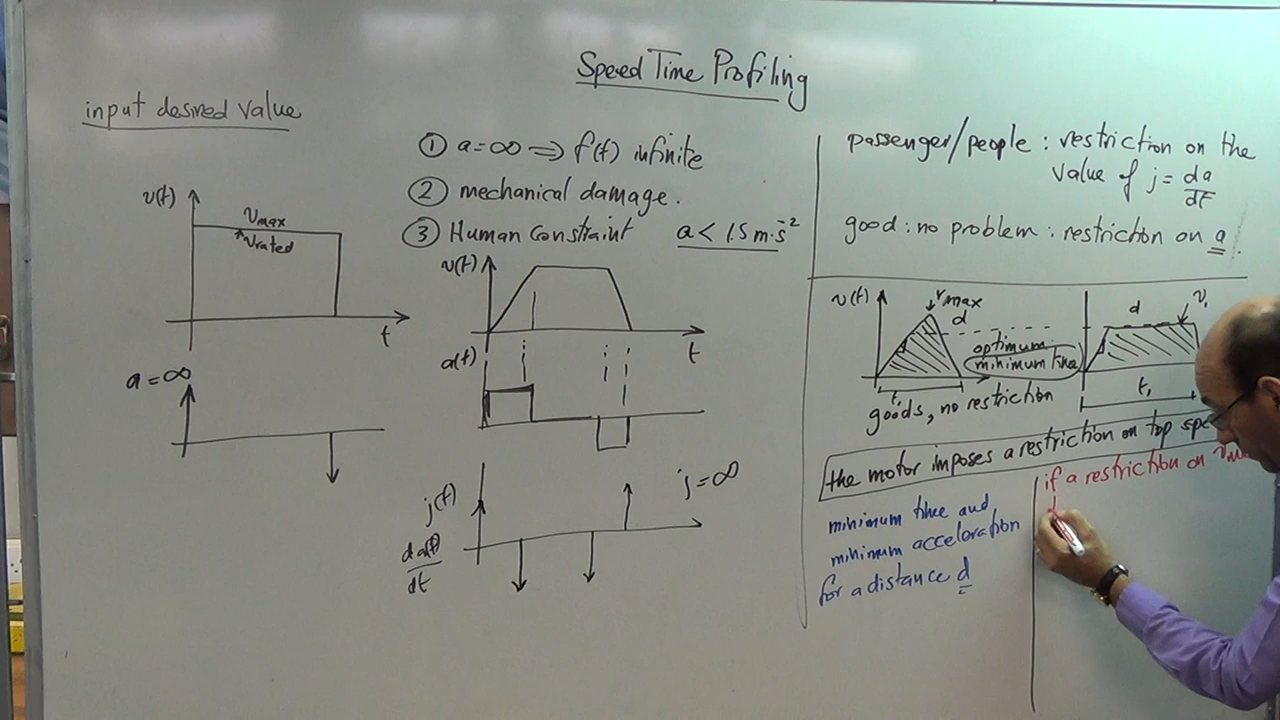 Speed Time Profiling
input desired value
v(t)
vmax
vrated
t
a = ∞
① a = ∞ ⇒ f(t) infinite
② mechanical damage.
③ Human Constraint a < 1.5 m·s⁻²
v(t)
t
a(t)
j(t)
da(t)
dt
j = ∞
passenger/people : restriction on the
value of j = da
dt
good : no problem : restriction on a
v(t)
vmax
d
optimum
minimum time
t₁
goods, no restriction
d
v₁
t₁
the motor imposes a restriction on top
minimum time and
minimum acceloration
for a distance d
if a restriction on